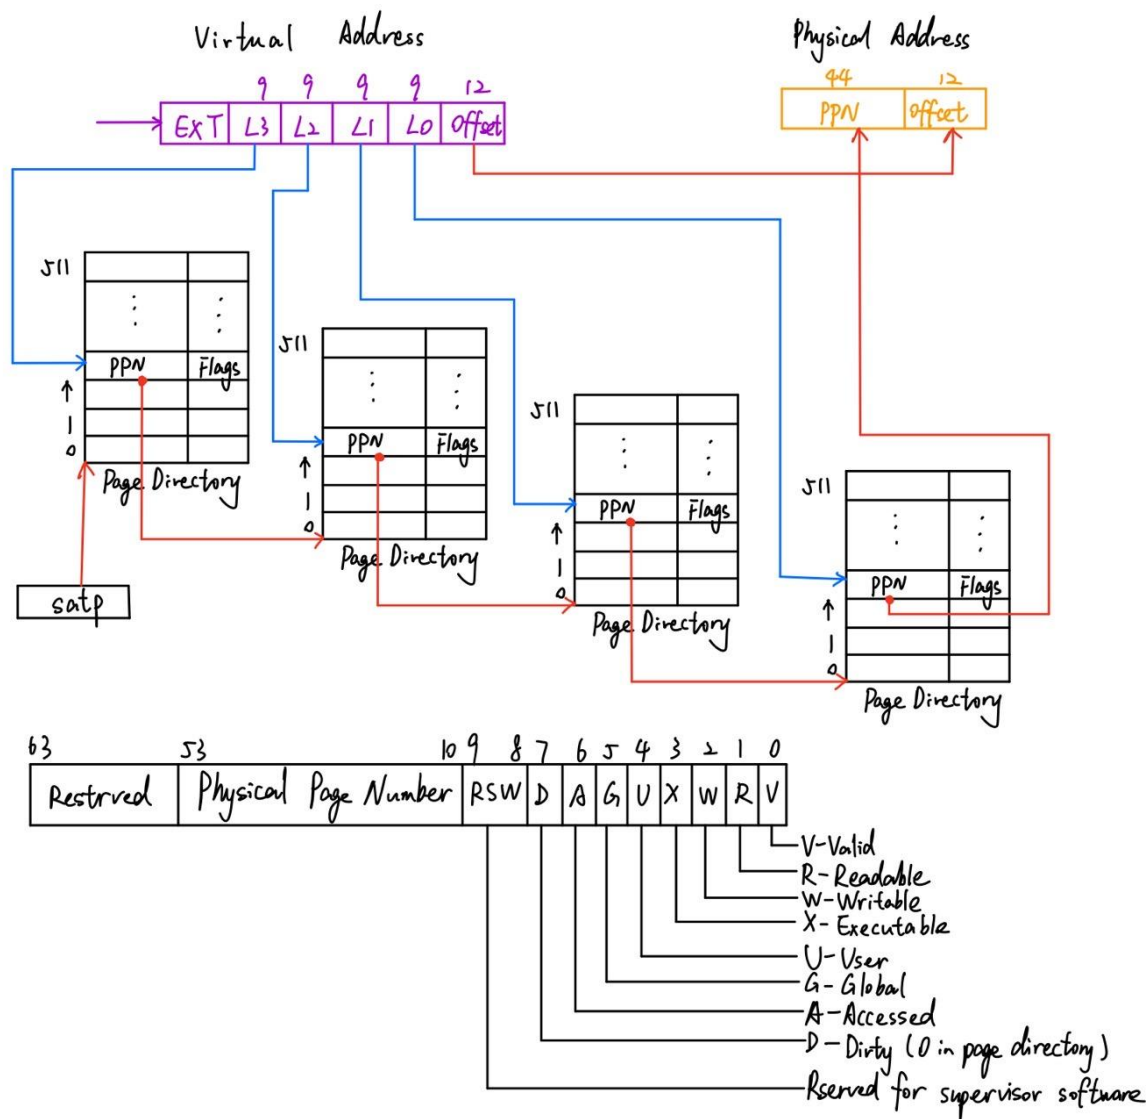 Virtual Address
Physical Address
9 9 9 9 12
44 12
EXT L3 L2 L1 L0 Offset
PPN Offset
511
PPN Flags
1
0
Page Directory
511
PPN Flags
1
0
Page Directory
511
PPN Flags
1
0
Page Directory
511
PPN Flags
1
0
Page Directory
satp
63 53 10 9 8 7 6 5 4 3 2 1 0
Restrved Physical Page Number RSW D A G U X W R V
V-Valid
R-Readable
W-Writable
X-Executable
U-User
G-Global
A-Accessed
D-Dirty (0 in page directory)
Rserved for supervisor software